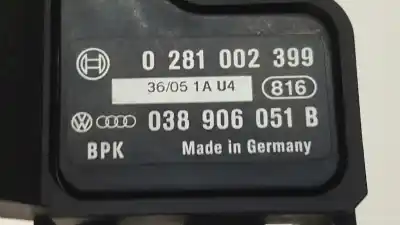 0 281 002 399
36/05 1A U4 816
038 906 051 B
BPK Made in Germany